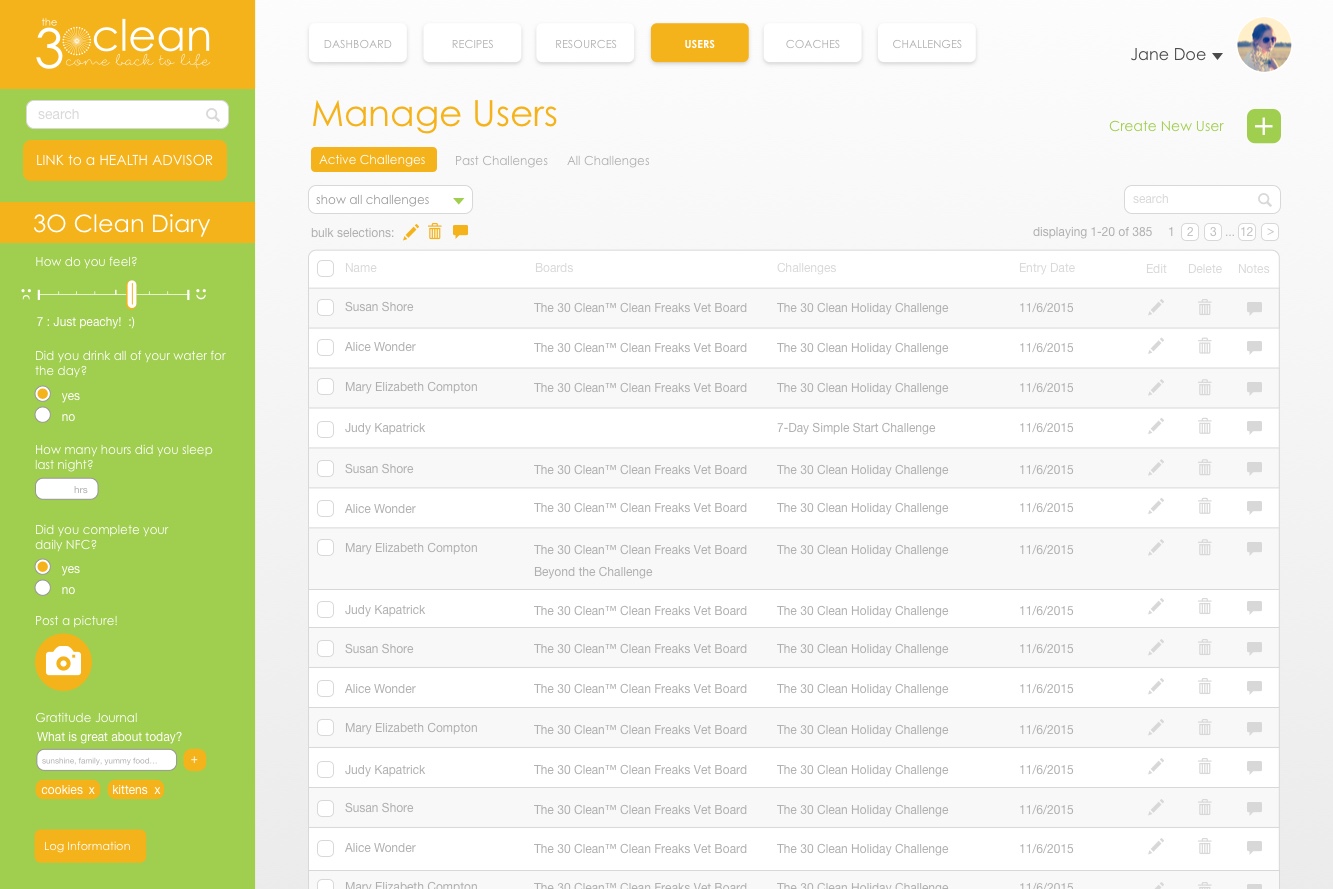 the
30clean
come back to life
search
LINK to a HEALTH ADVISOR
3O Clean Diary
How do you feel?
7 : Just peachy!  :)
Did you drink all of your water for
the day?
yes
no
How many hours did you sleep
last night?
hrs
Did you complete your
daily NFC?
yes
no
Post a picture!
Gratitude Journal
What is great about today?
sunshine, family, yummy food...
+
cookies x kittens x
Log Information
DASHBOARD RECIPES RESOURCES USERS COACHES CHALLENGES
Jane Doe
Manage Users
Create New User +
Active Challenges Past Challenges All Challenges
show all challenges
search
bulk selections:
displaying 1-20 of 385 1 2 3 ... 12 >
Name Boards Challenges Entry Date Edit Delete Notes
Susan Shore The 30 Clean™ Clean Freaks Vet Board The 30 Clean Holiday Challenge 11/6/2015
Alice Wonder The 30 Clean™ Clean Freaks Vet Board The 30 Clean Holiday Challenge 11/6/2015
Mary Elizabeth Compton The 30 Clean™ Clean Freaks Vet Board The 30 Clean Holiday Challenge 11/6/2015
Judy Kapatrick 7-Day Simple Start Challenge 11/6/2015
Susan Shore The 30 Clean™ Clean Freaks Vet Board The 30 Clean Holiday Challenge 11/6/2015
Alice Wonder The 30 Clean™ Clean Freaks Vet Board The 30 Clean Holiday Challenge 11/6/2015
Mary Elizabeth Compton The 30 Clean™ Clean Freaks Vet Board The 30 Clean Holiday Challenge 11/6/2015
Beyond the Challenge
Judy Kapatrick The 30 Clean™ Clean Freaks Vet Board The 30 Clean Holiday Challenge 11/6/2015
Susan Shore The 30 Clean™ Clean Freaks Vet Board The 30 Clean Holiday Challenge 11/6/2015
Alice Wonder The 30 Clean™ Clean Freaks Vet Board The 30 Clean Holiday Challenge 11/6/2015
Mary Elizabeth Compton The 30 Clean™ Clean Freaks Vet Board The 30 Clean Holiday Challenge 11/6/2015
Judy Kapatrick The 30 Clean™ Clean Freaks Vet Board The 30 Clean Holiday Challenge 11/6/2015
Susan Shore The 30 Clean™ Clean Freaks Vet Board The 30 Clean Holiday Challenge 11/6/2015
Alice Wonder The 30 Clean™ Clean Freaks Vet Board The 30 Clean Holiday Challenge 11/6/2015
Mary Elizabeth Compton The 30 Clean™ Clean Freaks Vet Board The 30 Clean Holiday Challenge 11/6/2015